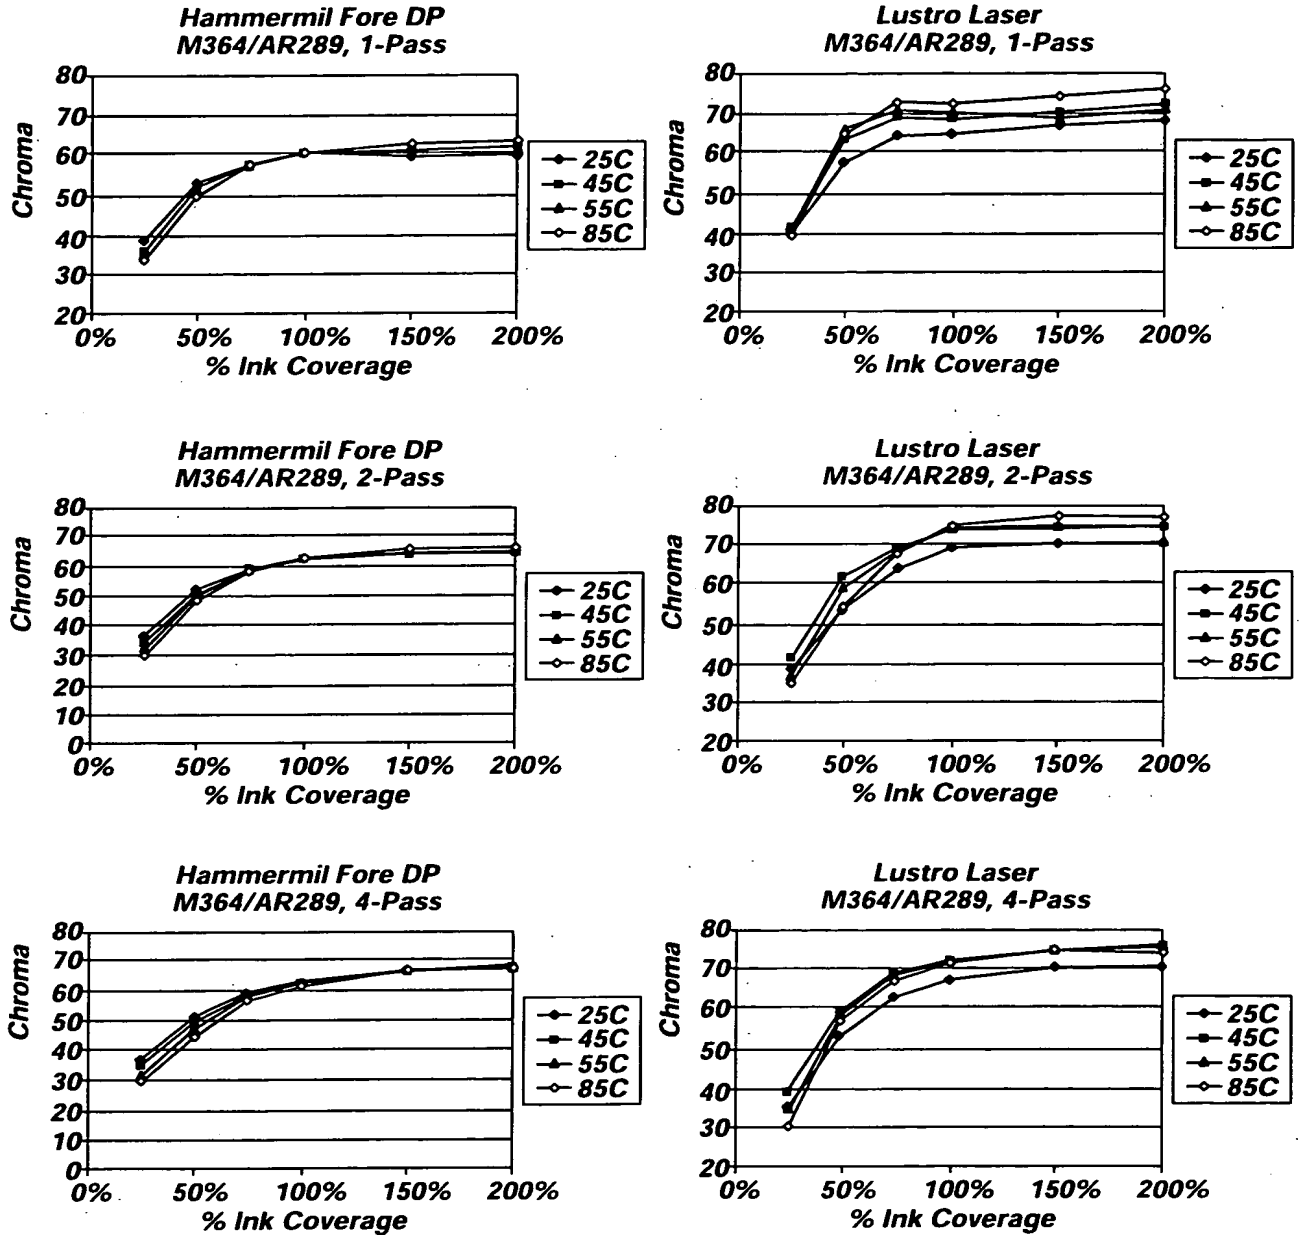 Hammermil Fore DP
M364/AR289, 1-Pass
80
70
60
50
40
30
20
Chroma
0%
50%
100%
150%
200%
% Ink Coverage
25C
45C
55C
85C
Lustro Laser
M364/AR289, 1-Pass
80
70
60
50
40
30
20
Chroma
0%
50%
100%
150%
200%
% Ink Coverage
25C
45C
55C
85C
Hammermil Fore DP
M364/AR289, 2-Pass
80
70
60
50
40
30
20
10
0
Chroma
0%
50%
100%
150%
200%
% Ink Coverage
25C
45C
55C
85C
Lustro Laser
M364/AR289, 2-Pass
80
70
60
50
40
30
20
Chroma
0%
50%
100%
150%
200%
% Ink Coverage
25C
45C
55C
85C
Hammermil Fore DP
M364/AR289, 4-Pass
80
70
60
50
40
30
20
10
0
Chroma
0%
50%
100%
150%
200%
% Ink Coverage
25C
45C
55C
85C
Lustro Laser
M364/AR289, 4-Pass
80
70
60
50
40
30
20
Chroma
0%
50%
100%
150%
200%
% Ink Coverage
25C
45C
55C
85C